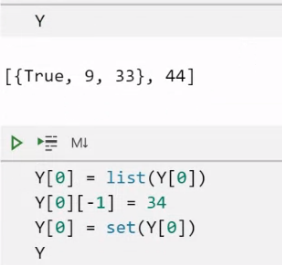 Y
[{True, 9, 33}, 44]
M↓
Y[0] = list(Y[0])
Y[0][-1] = 34
Y[0] = set(Y[0])
Y